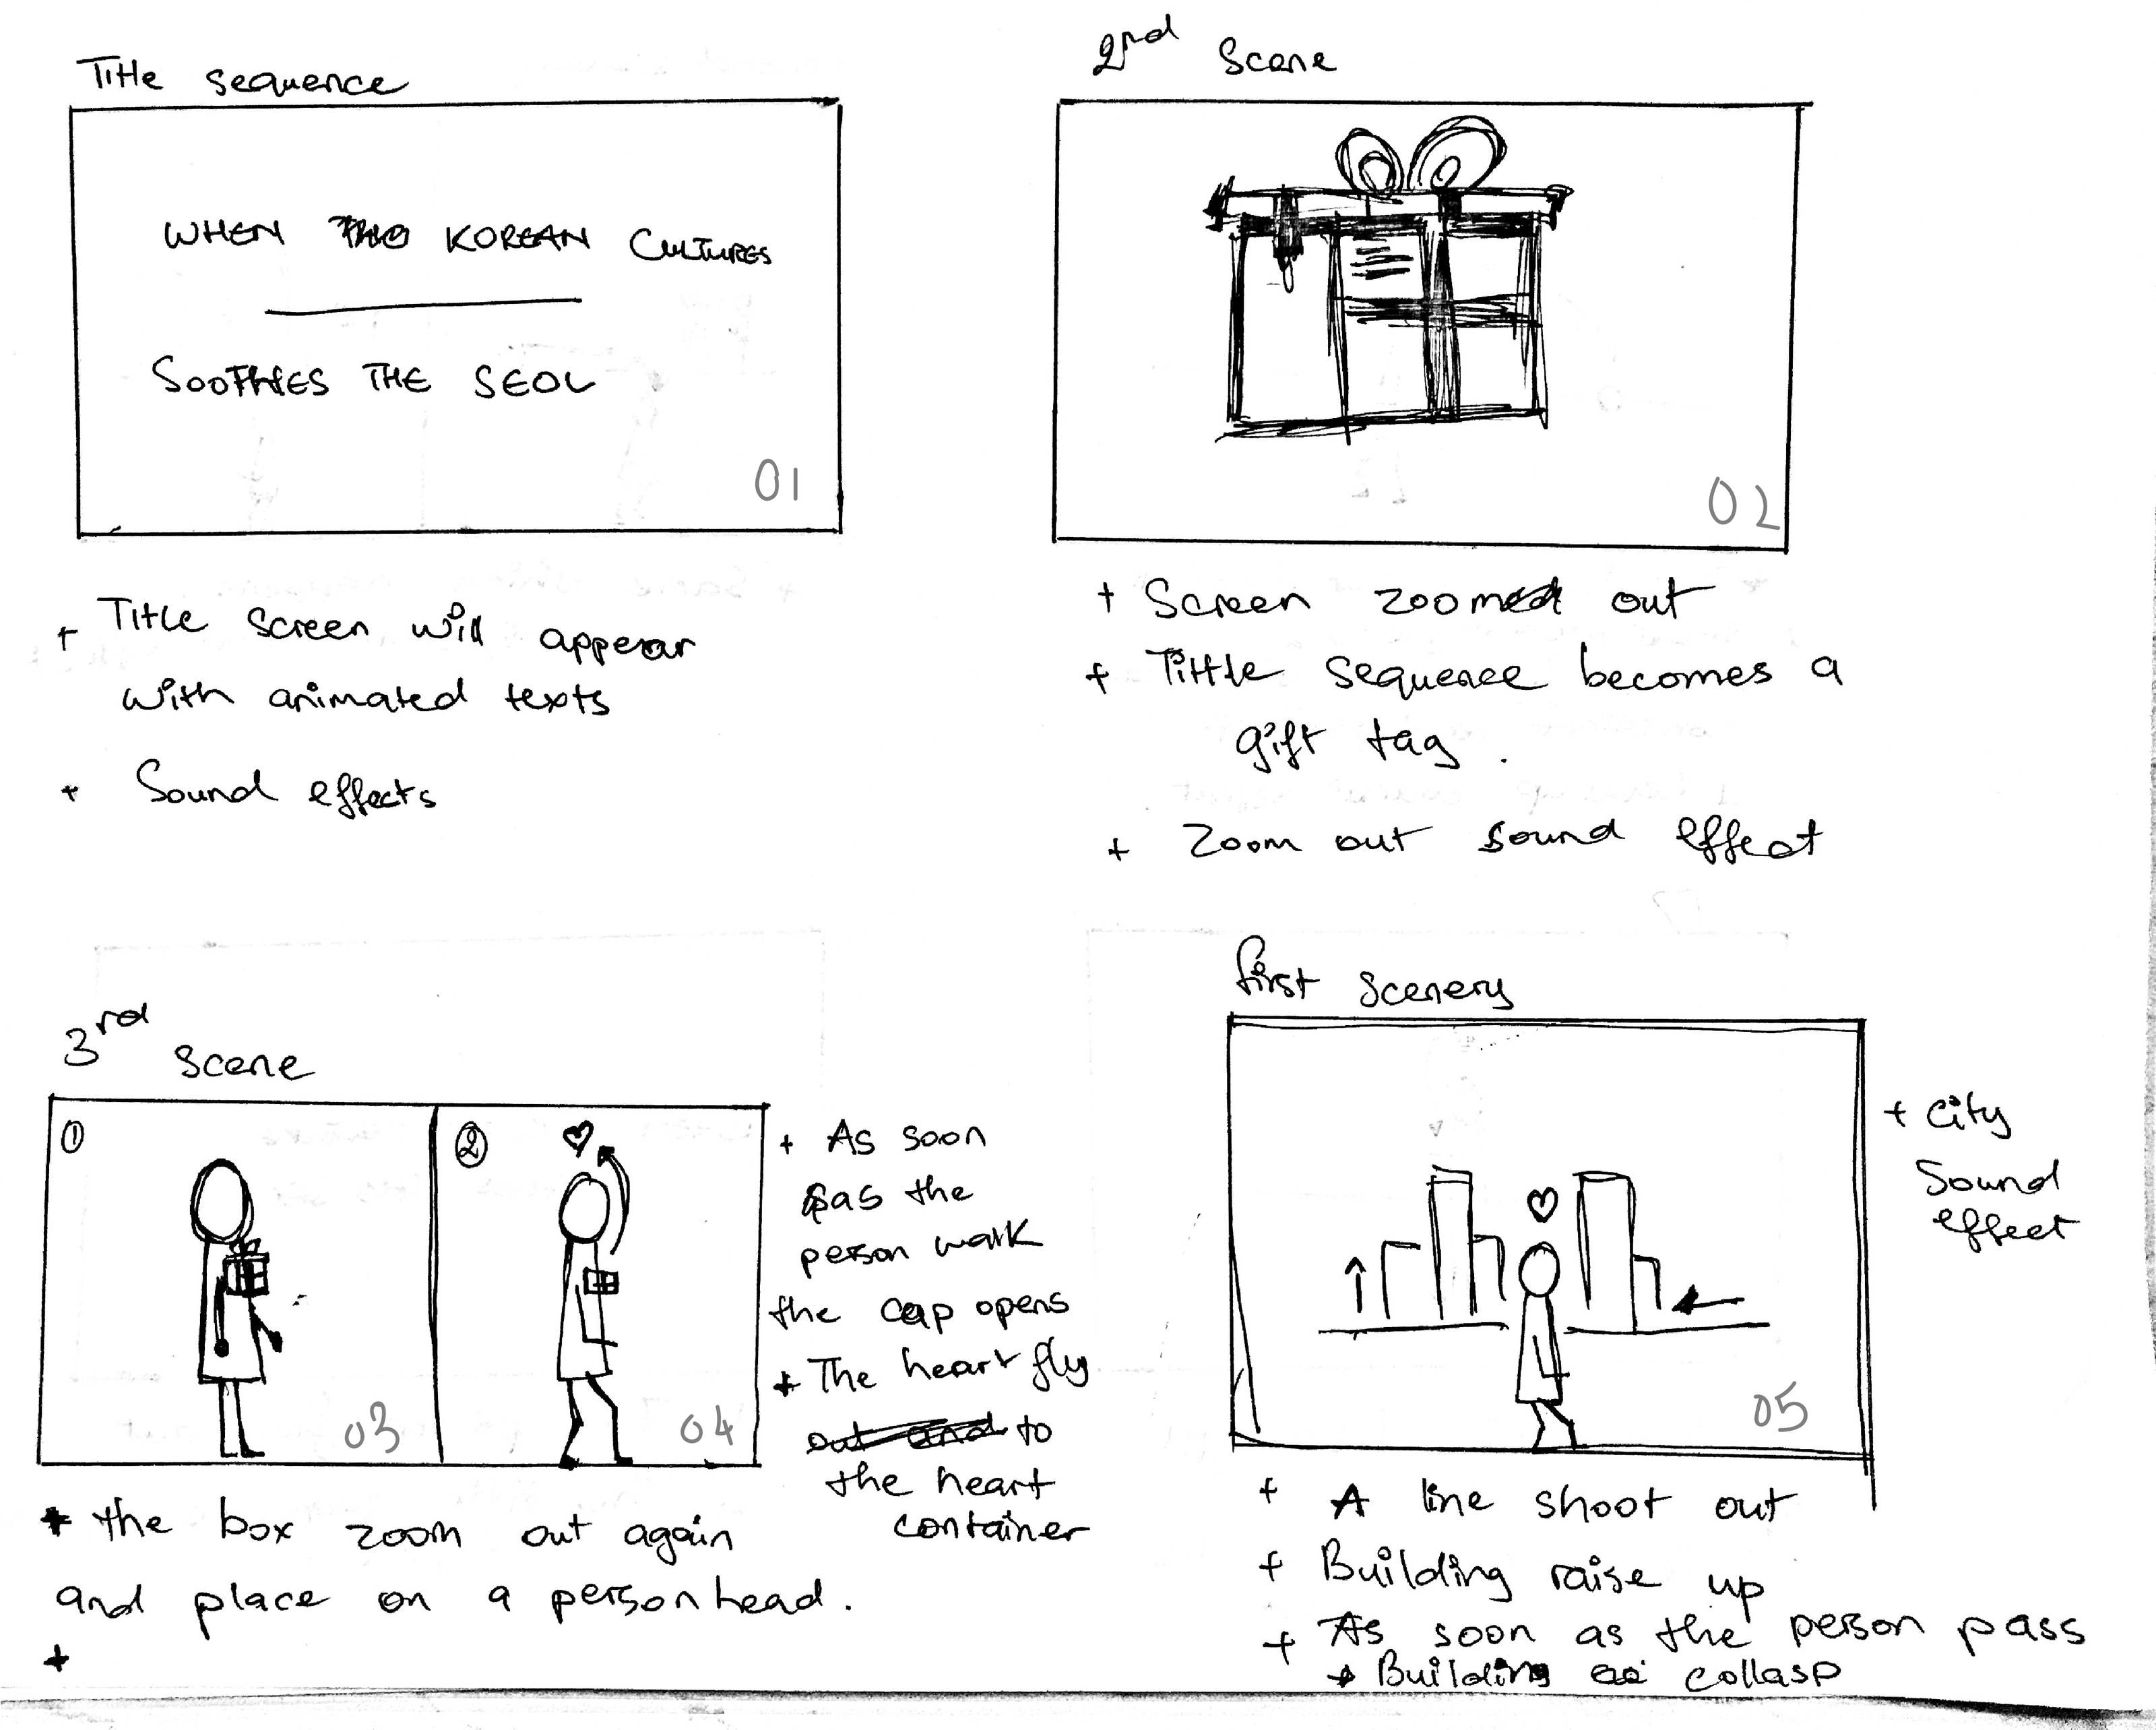 Title sequence
WHEN TWO KOREAN CULTURES
SOOTHES THE SEOL
01
+ Title screen will appear
with animated texts
+ Sound effects
2nd Scene
02
+ Screen zoomed out
+ Tittle sequence becomes a
gift tag.
+ Zoom out sound effect
3rd
Scene
1
03
2
04
+ As soon
as the
person walk
the cap opens
+ The heart fly
out and to
the heart
container
+ the box zoom out again
and place on a person head.
+
first scenery
05
+ City
Sound
effect
+ A line shoot out
+ Building raise up
+ As soon as the person pass
+ Building collasp